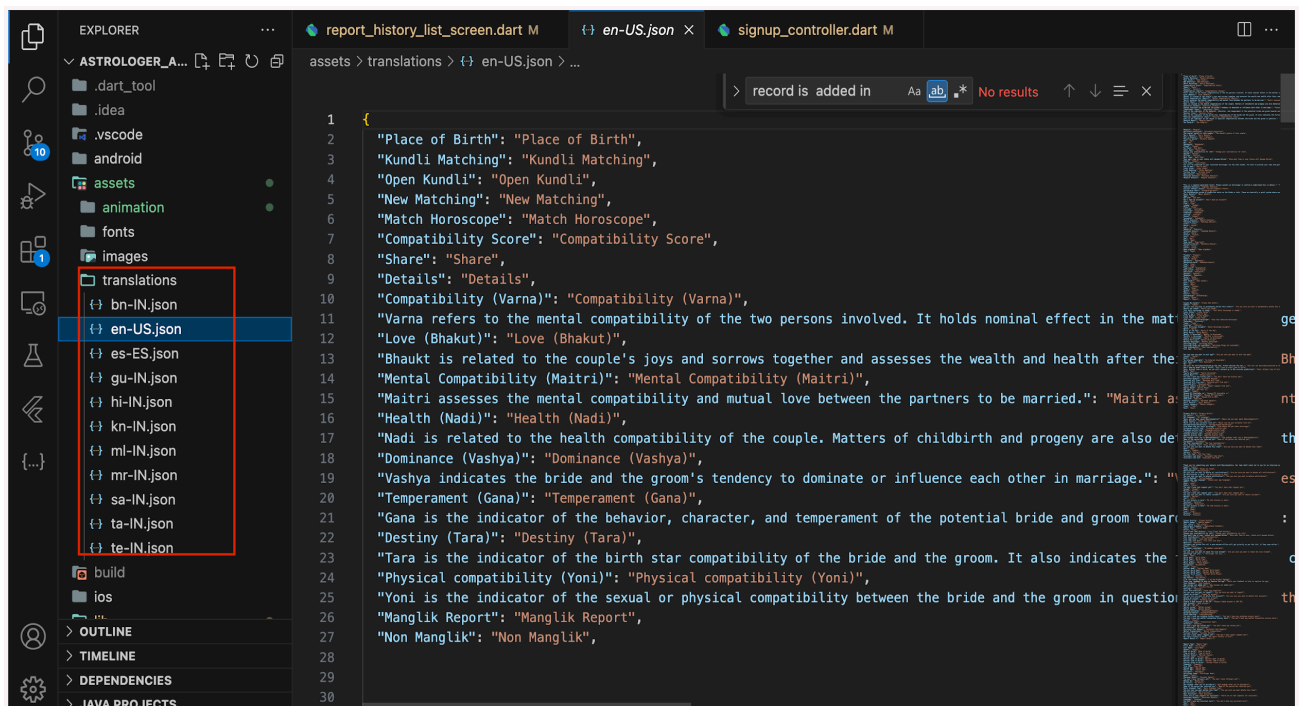 EXPLORER
report_history_list_screen.dart M
en-US.json
signup_controller.dart M
ASTROLOGER_A...
assets > translations > {··} en-US.json > ...
record is  added in
Aa
ab
No results
.dart_tool
.idea
.vscode
android
assets
animation
fonts
images
translations
{··} bn-IN.json
{··} en-US.json
{··} es-ES.json
{··} gu-IN.json
{··} hi-IN.json
{··} kn-IN.json
{··} ml-IN.json
{··} mr-IN.json
{··} sa-IN.json
{··} ta-IN.json
{··} te-IN.json
build
ios
OUTLINE
TIMELINE
DEPENDENCIES
JAVA PROJECTS
10
1
{...}
1 {
2 "Place of Birth": "Place of Birth",
3 "Kundli Matching": "Kundli Matching",
4 "Open Kundli": "Open Kundli",
5 "New Matching": "New Matching",
6 "Match Horoscope": "Match Horoscope",
7 "Compatibility Score": "Compatibility Score",
8 "Share": "Share",
9 "Details": "Details",
10 "Compatibility (Varna)": "Compatibility (Varna)",
11 "Varna refers to the mental compatibility of the two persons involved. It holds nominal effect in the mat
12 "Love (Bhakut)": "Love (Bhakut)",
13 "Bhaukt is related to the couple's joys and sorrows together and assesses the wealth and health after the Bh
14 "Mental Compatibility (Maitri)": "Mental Compatibility (Maitri)",
15 "Maitri assesses the mental compatibility and mutual love between the partners to be married.": "Maitri a
16 "Health (Nadi)": "Health (Nadi)",
17 "Nadi is related to the health compatibility of the couple. Matters of childbirth and progeny are also de th
18 "Dominance (Vashya)": "Dominance (Vashya)",
19 "Vashya indicates the bride and the groom's tendency to dominate or influence each other in marriage.": "V es
20 "Temperament (Gana)": "Temperament (Gana)",
21 "Gana is the indicator of the behavior, character, and temperament of the potential bride and groom towar :
22 "Destiny (Tara)": "Destiny (Tara)",
23 "Tara is the indicator of the birth star compatibility of the bride and the groom. It also indicates the c
24 "Physical compatibility (Yoni)": "Physical compatibility (Yoni)",
25 "Yoni is the indicator of the sexual or physical compatibility between the bride and the groom in questio th
26 "Manglik Report": "Manglik Report",
27 "Non Manglik": "Non Manglik",
28
29
30